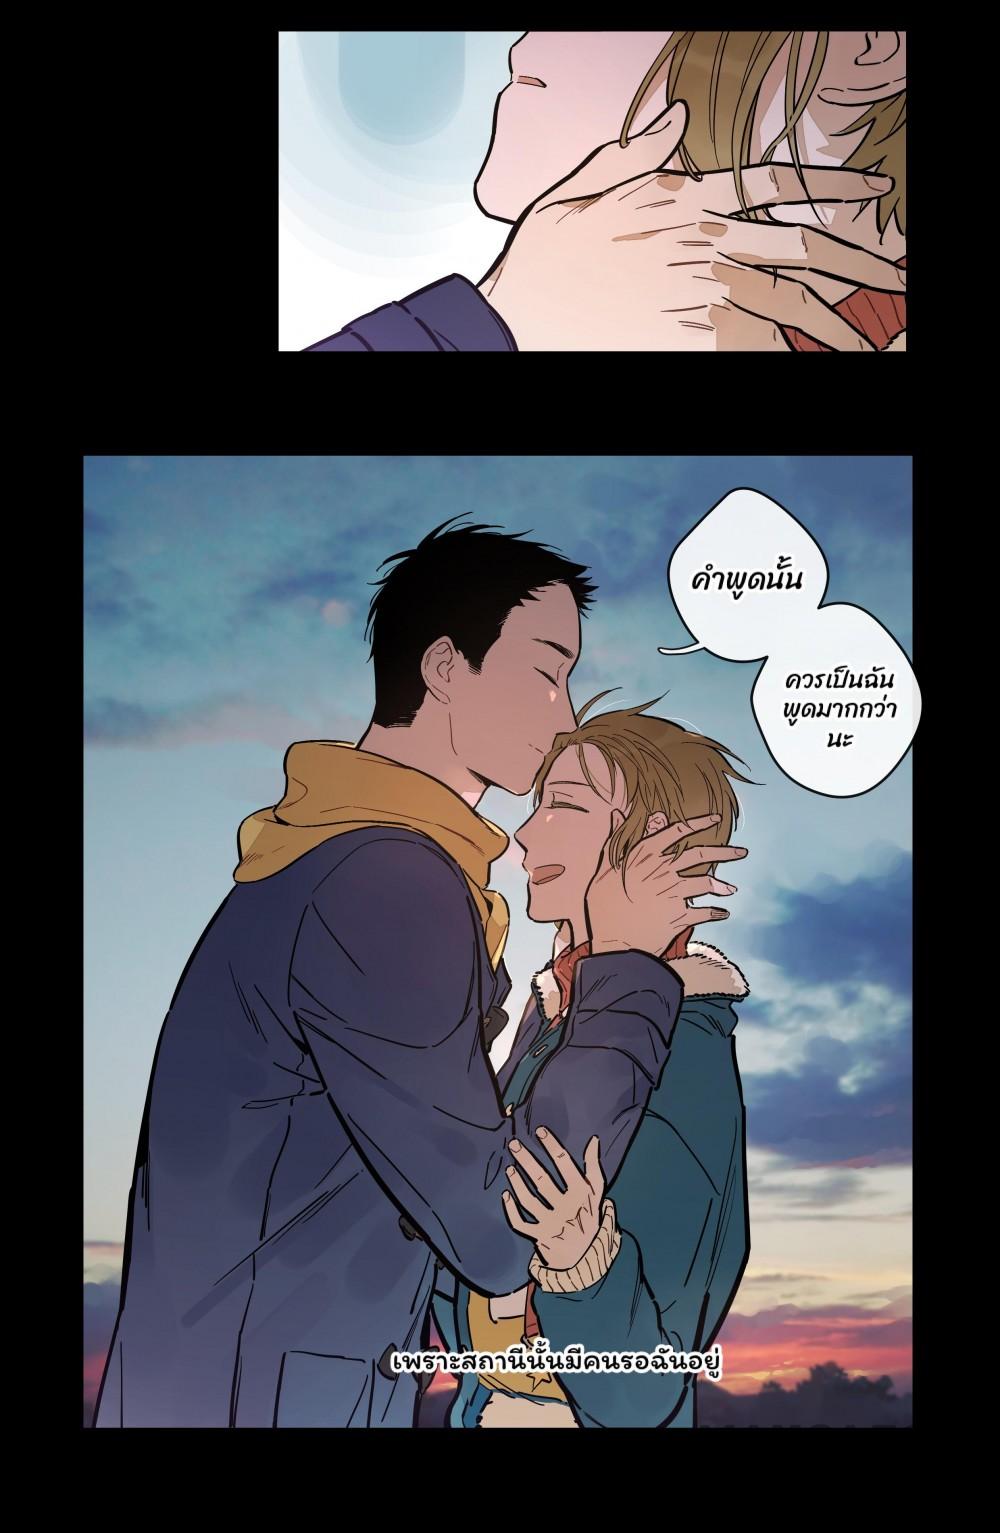 คำพูดนั้น
ควรเป็นฉัน
พูดมากกว่า
นะ
เพราะสถานีนั้นมีคนรอฉันอยู่